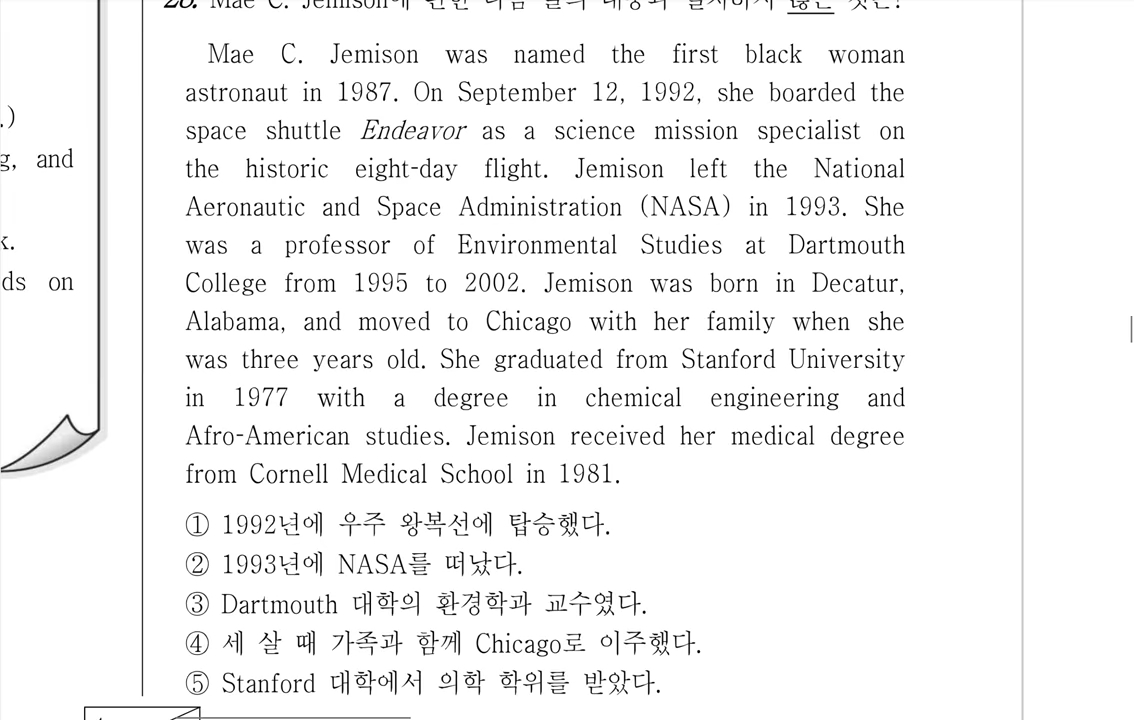 Mae C. Jemison
.)
g, and
k.
ds on
Mae C. Jemison was named the first black woman
astronaut in 1987. On September 12, 1992, she boarded the
space shuttle Endeavor as a science mission specialist on
the historic eight-day flight. Jemison left the National
Aeronautic and Space Administration (NASA) in 1993. She
was a professor of Environmental Studies at Dartmouth
College from 1995 to 2002. Jemison was born in Decatur,
Alabama, and moved to Chicago with her family when she
was three years old. She graduated from Stanford University
in 1977 with a degree in chemical engineering and
Afro-American studies. Jemison received her medical degree
from Cornell Medical School in 1981.
① 1992년에 우주 왕복선에 탑승했다.
② 1993년에 NASA를 떠났다.
③ Dartmouth 대학의 환경학과 교수였다.
④ 세 살 때 가족과 함께 Chicago로 이주했다.
⑤ Stanford 대학에서 의학 학위를 받았다.